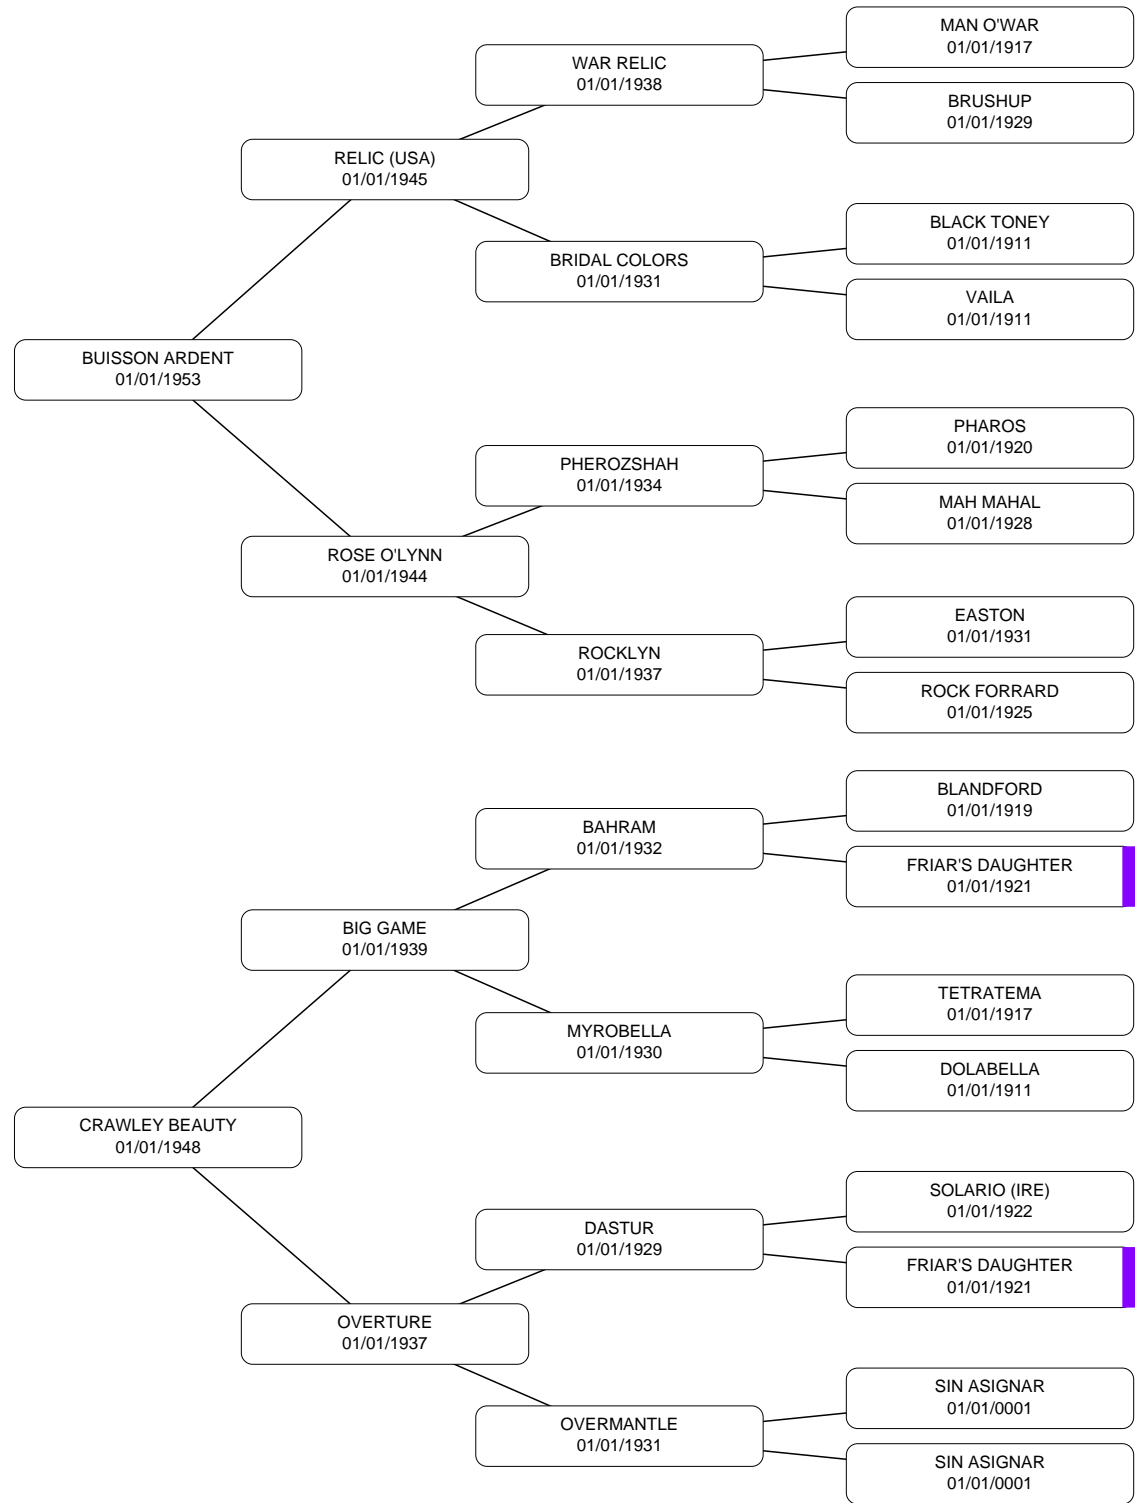 MAN O'WAR
01/01/1917
WAR RELIC
01/01/1938
BRUSHUP
01/01/1929
RELIC (USA)
01/01/1945
BLACK TONEY
01/01/1911
BRIDAL COLORS
01/01/1931
VAILA
01/01/1911
BUISSON ARDENT
01/01/1953
PHAROS
01/01/1920
PHEROZSHAH
01/01/1934
MAH MAHAL
01/01/1928
ROSE O'LYNN
01/01/1944
EASTON
01/01/1931
ROCKLYN
01/01/1937
ROCK FORRARD
01/01/1925
BLANDFORD
01/01/1919
BAHRAM
01/01/1932
FRIAR'S DAUGHTER
01/01/1921
BIG GAME
01/01/1939
TETRATEMA
01/01/1917
MYROBELLA
01/01/1930
DOLABELLA
01/01/1911
CRAWLEY BEAUTY
01/01/1948
SOLARIO (IRE)
01/01/1922
DASTUR
01/01/1929
FRIAR'S DAUGHTER
01/01/1921
OVERTURE
01/01/1937
SIN ASIGNAR
01/01/0001
OVERMANTLE
01/01/1931
SIN ASIGNAR
01/01/0001